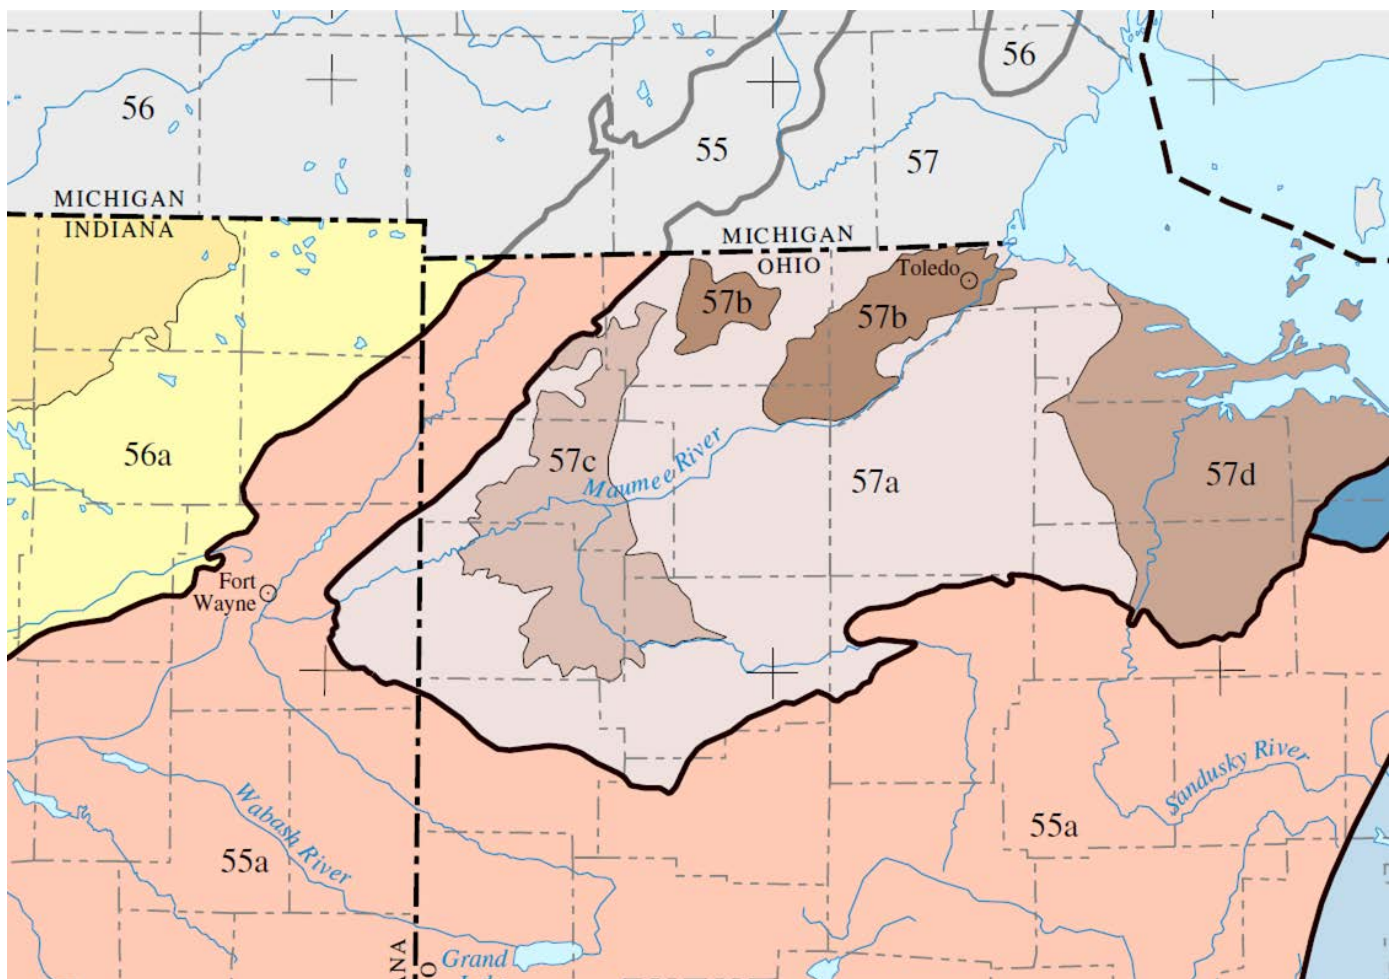 56
55
57
56
MICHIGAN
INDIANA
MICHIGAN
OHIO
Toledo
57b
57b
56a
57c
Maumee River
57a
57d
Fort
Wayne
Sandusky River
55a
55a
Wabash River
Grand